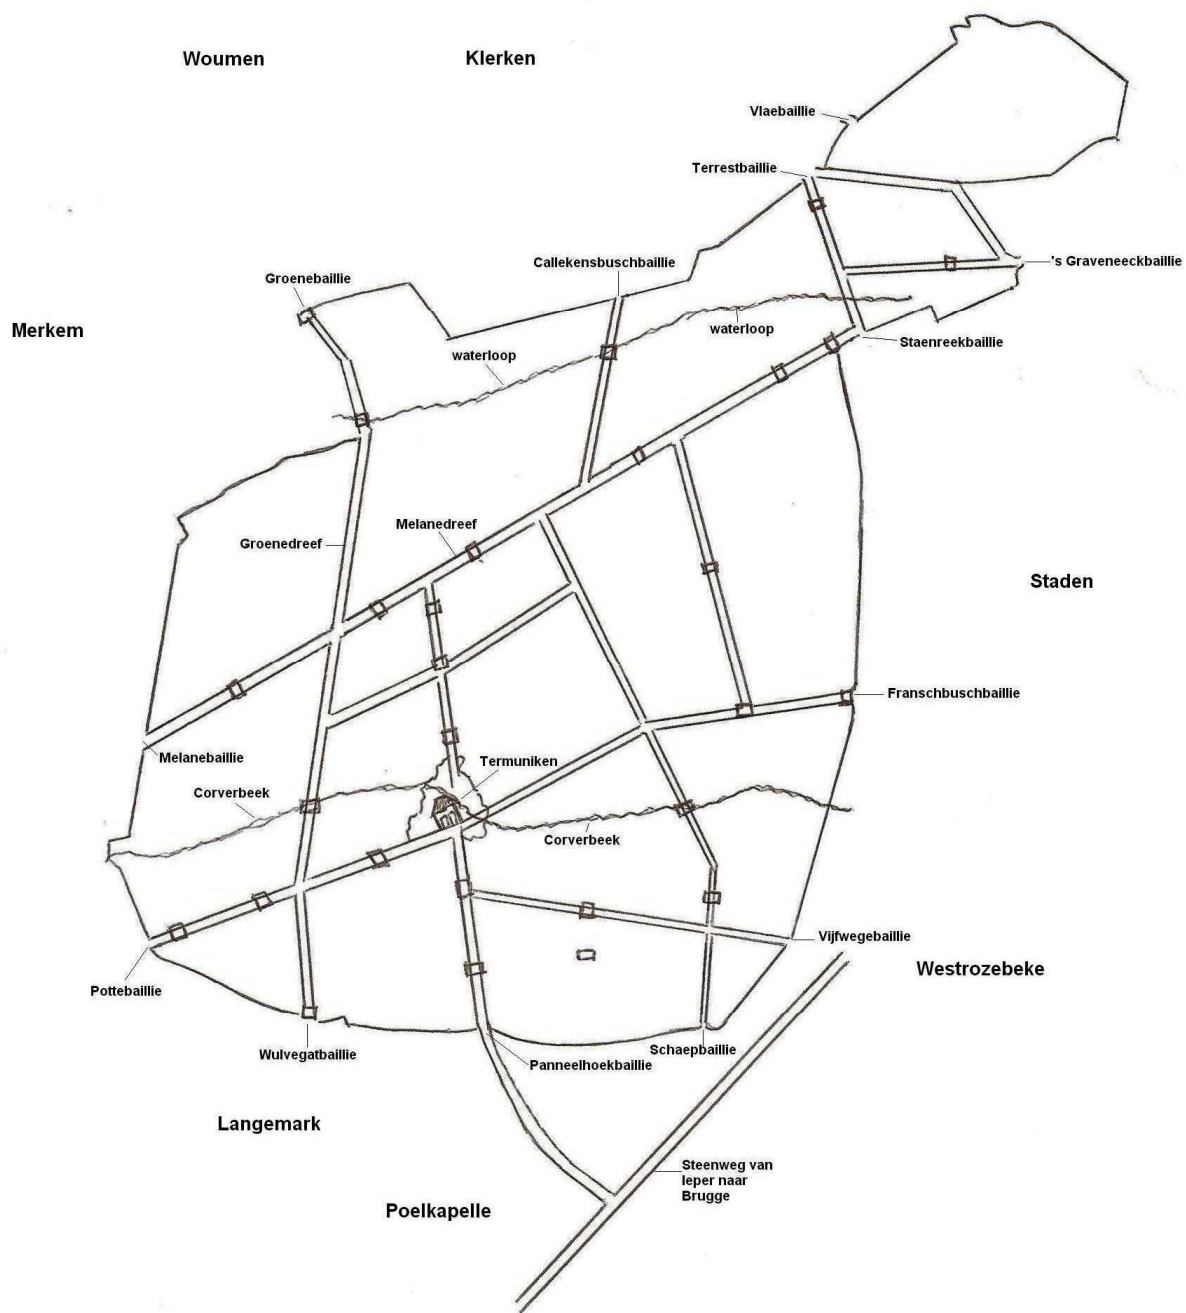 Woumen
Klerken
Vlaebaillie
Terrestbaillie
Callekensbuschbaillie
's Graveneeckbaillie
Groenebaillie
Merkem
waterloop
Staenreekbaillie
waterloop
Melanedreef
Groenedreef
Staden
Franschbuschbaillie
Melanebaillie
Termuniken
Corverbeek
Corverbeek
Vijfwegebaillie
Westrozebeke
Pottebaillie
Schaepbaillie
Wulvegatbaillie
Panneelhoekbaillie
Langemark
Steenweg van
Ieper naar
Brugge
Poelkapelle